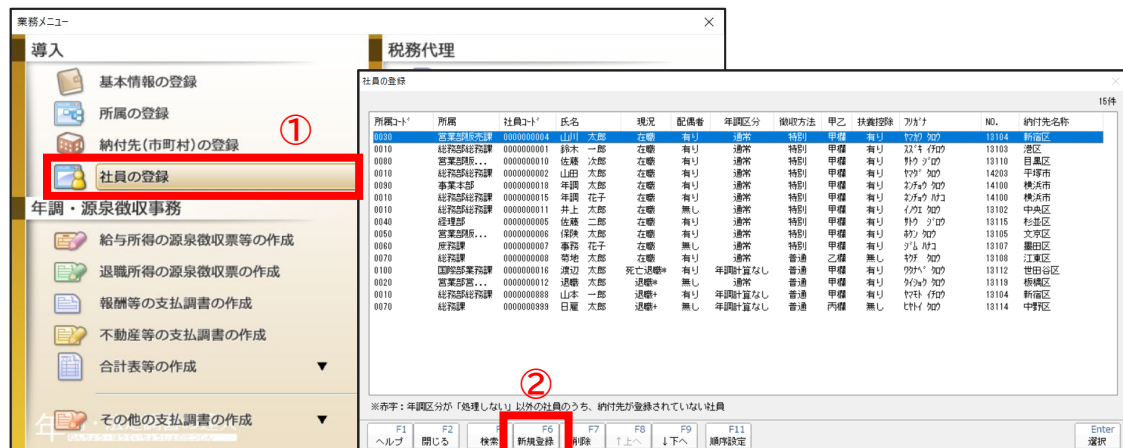 業務メニュー
導入
基本情報の登録
所属の登録
納付先(市町村)の登録
①
社員の登録
年調・源泉徴収事務
給与所得の源泉徴収票等の作成
退職所得の源泉徴収票の作成
報酬等の支払調書の作成
不動産等の支払調書の作成
合計表等の作成 ▼
その他の支払調書の作成 ▼
税務代理
社員の登録
15件
所属コード 所属 社員コード 氏名 現況 配偶者 年調区分 徴収方法 甲乙 扶養控除 フリガナ NO. 納付先名称
0030 営業部販売課 0000000004 山川 太郎 在職 有り 通常 特別 甲欄 有り ヤマカワ タロウ 13104 新宿区
0010 総務部総務課 0000000001 鈴木 一郎 在職 有り 通常 特別 甲欄 有り スズキ イチロウ 13103 港区
0080 営業部販... 0000000010 佐藤 次郎 在職 有り 通常 特別 甲欄 有り サトウ ジロウ 13110 目黒区
0010 総務部総務課 0000000002 山田 太郎 在職 有り 通常 特別 甲欄 有り ヤマダ タロウ 14203 平塚市
0090 事業本部 0000000018 年調 太郎 在職 有り 通常 特別 甲欄 有り ネンチョウ タロウ 14100 横浜市
0010 総務部総務課 0000000015 年調 花子 在職 有り 通常 特別 甲欄 有り ネンチョウ ハナコ 14100 横浜市
0010 総務部総務課 0000000011 井上 太郎 在職 無し 通常 特別 甲欄 有り イノウエ タロウ 13102 中央区
0040 経理部 0000000005 佐藤 二郎 在職 有り 通常 特別 甲欄 有り サトウ ジロウ 13115 杉並区
0050 営業部販... 0000000006 保険 太郎 在職 有り 通常 特別 甲欄 有り ホケン タロウ 13105 文京区
0060 庶務課 0000000007 事務 花子 在職 無し 通常 特別 甲欄 有り ジム ハナコ 13107 墨田区
0070 総務課 0000000008 菊地 太郎 在職 有り 通常 普通 乙欄 無し キクチ タロウ 13108 江東区
0100 国際部業務課 0000000016 渡辺 太郎 死亡退職* 有り 年調計算なし 普通 甲欄 有り ワタナベ タロウ 13112 世田谷区
0020 営業部営... 0000000012 退職 太郎 退職* 無し 通常 普通 甲欄 有り タイショク タロウ 13119 板橋区
0010 総務部総務課 0000000888 山本 一郎 退職+ 有り 年調計算なし 普通 甲欄 有り ヤマモト イチロウ 13104 新宿区
0070 総務課 0000000999 日雇 太郎 退職+ 無し 年調計算なし 普通 丙欄 無し ヒヤトイ タロウ 13114 中野区
②
※赤字：年調区分が「処理しない」以外の社員のうち、納付先が登録されていない社員
F1 F2 F6 F7 F8 F9 F11 Enter
ヘルプ 閉じる 検索 新規登録 削除 ↑上へ ↓下へ 順序設定 選択